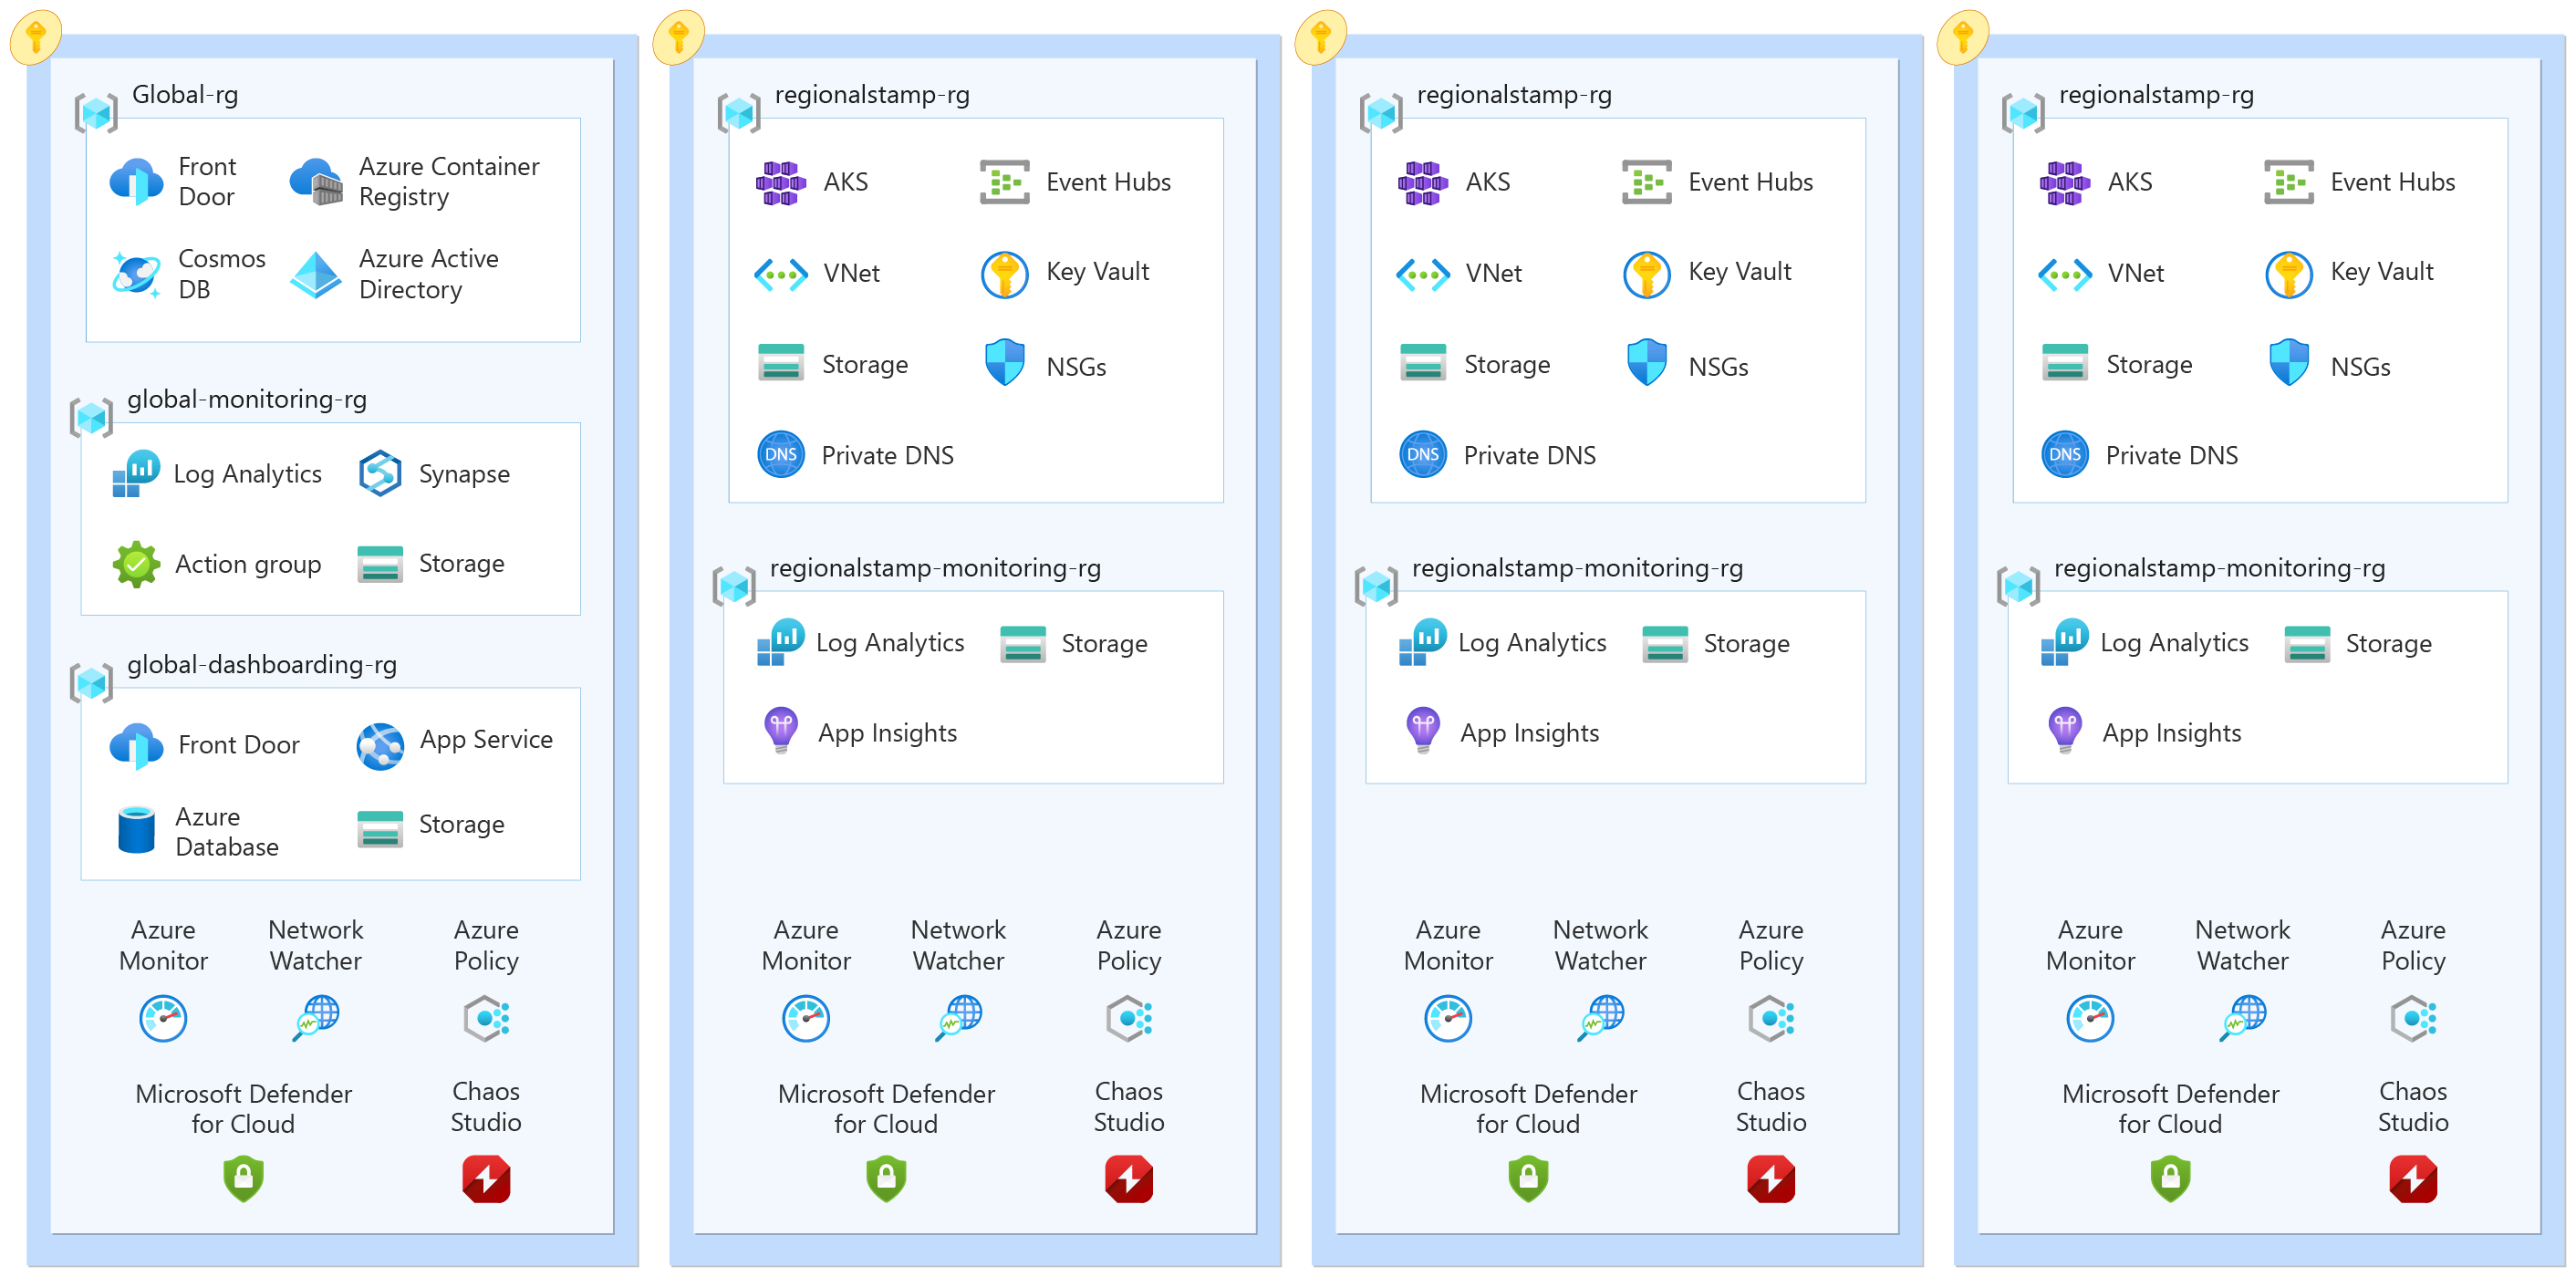 Global-rg
Front
Door
Azure Container
Registry
Cosmos
DB
Azure Active
Directory
global-monitoring-rg
Log Analytics
Synapse
Action group
Storage
global-dashboarding-rg
Front Door
App Service
Azure
Database
Storage
Azure
Monitor
Network
Watcher
Azure
Policy
Microsoft Defender
for Cloud
Chaos
Studio
regionalstamp-rg
AKS
Event Hubs
VNet
Key Vault
Storage
NSGs
DNS
Private DNS
regionalstamp-monitoring-rg
Log Analytics
Storage
App Insights
Azure
Monitor
Network
Watcher
Azure
Policy
Microsoft Defender
for Cloud
Chaos
Studio
regionalstamp-rg
AKS
Event Hubs
VNet
Key Vault
Storage
NSGs
DNS
Private DNS
regionalstamp-monitoring-rg
Log Analytics
Storage
App Insights
Azure
Monitor
Network
Watcher
Azure
Policy
Microsoft Defender
for Cloud
Chaos
Studio
regionalstamp-rg
AKS
Event Hubs
VNet
Key Vault
Storage
NSGs
DNS
Private DNS
regionalstamp-monitoring-rg
Log Analytics
Storage
App Insights
Azure
Monitor
Network
Watcher
Azure
Policy
Microsoft Defender
for Cloud
Chaos
Studio